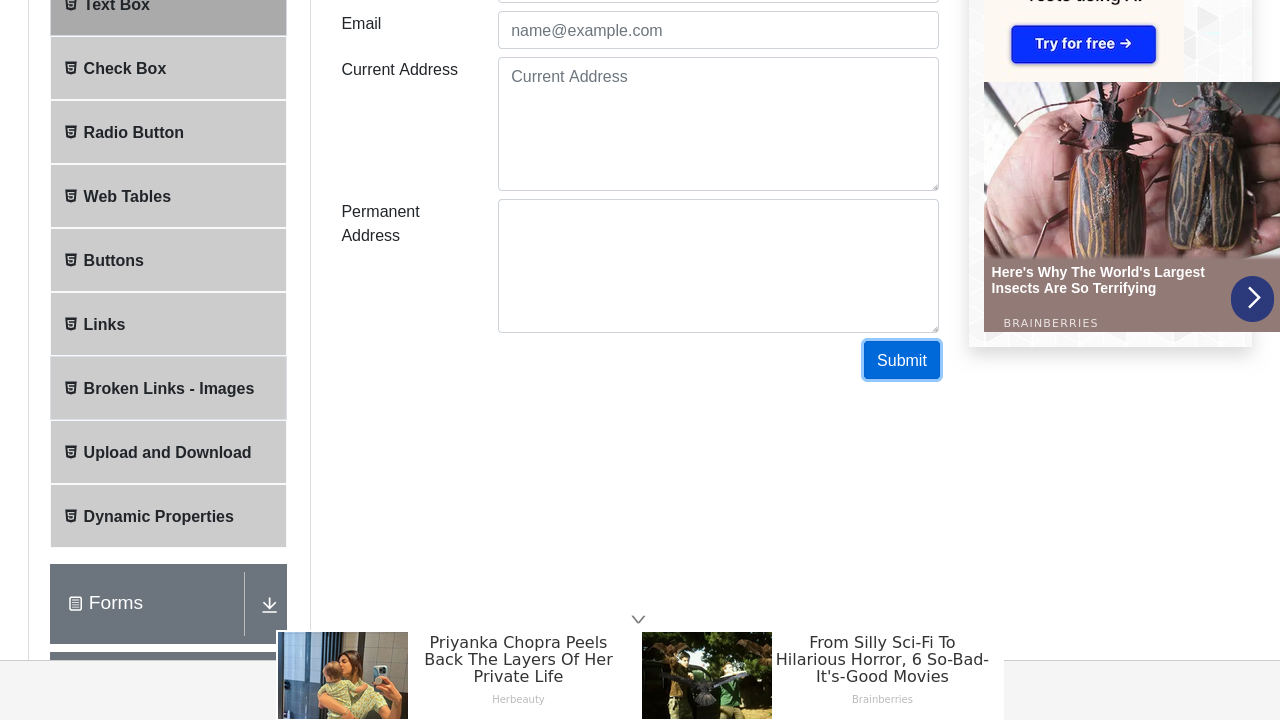 Text Box
Check Box
Radio Button
Web Tables
Buttons
Links
Broken Links - Images
Upload and Download
Dynamic Properties
Forms
Email
name@example.com
Current Address
Current Address
Permanent
Address
Submit
Try for free →
Here's Why The World's Largest
Insects Are So Terrifying
BRAINBERRIES
Priyanka Chopra Peels
Back The Layers Of Her
Private Life
Herbeauty
From Silly Sci-Fi To
Hilarious Horror, 6 So-Bad-
It's-Good Movies
Brainberries